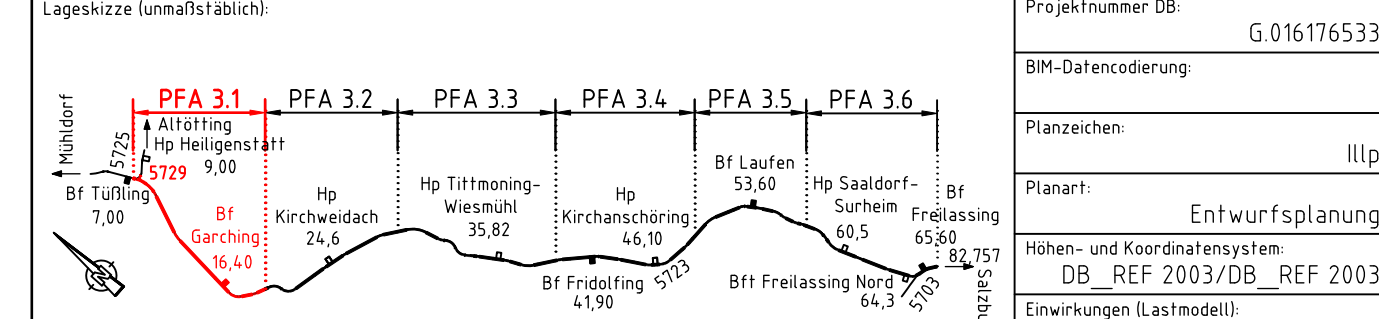 Lageskizze (unmaßstäblich):
PFA 3.1
PFA 3.2
PFA 3.3
PFA 3.4
PFA 3.5
PFA 3.6
Mühldorf
5725
Altötting
Hp Heiligenstatt
9,00
5729
Bf Tüßling
7,00
Bf
Garching
16,40
Hp
Kirchweidach
24,6
Hp Tittmoning-
Wiesmühl
35,82
Hp
Kirchanschöring
46,10
Bf Fridolfing
41,90
5723
Bf Laufen
53,60
Hp Saaldorf-
Surheim
60,5
Bf
Freilassing
65,60
82,757
Bft Freilassing Nord
64,3
5703
Projektnummer DB:
G.016176533
BIM-Datencodierung:
Planzeichen:
IIIp
Planart:
Entwurfsplanung
Höhen- und Koordinatensystem:
DB_REF 2003/DB_REF 2003
Einwirkungen (Lastmodell):